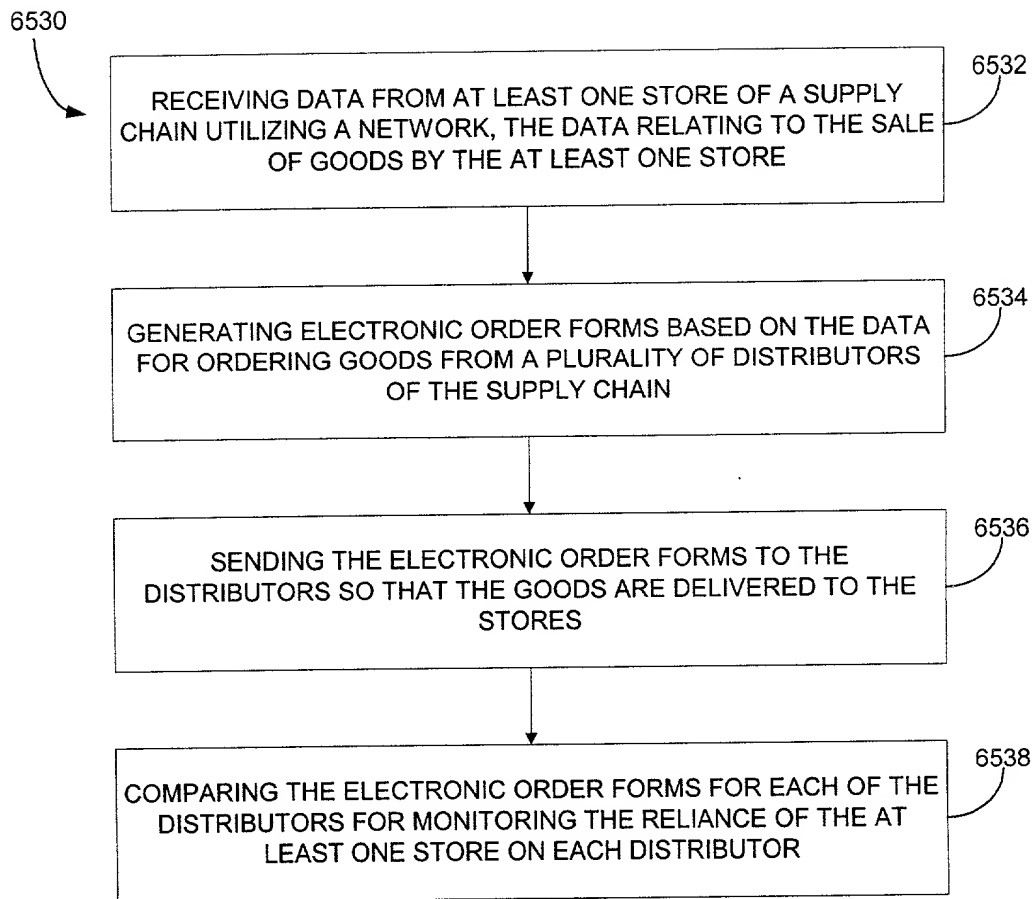 6530
6532
RECEIVING DATA FROM AT LEAST ONE STORE OF A SUPPLY
CHAIN UTILIZING A NETWORK, THE DATA RELATING TO THE SALE
OF GOODS BY THE AT LEAST ONE STORE
6534
GENERATING ELECTRONIC ORDER FORMS BASED ON THE DATA
FOR ORDERING GOODS FROM A PLURALITY OF DISTRIBUTORS
OF THE SUPPLY CHAIN
6536
SENDING THE ELECTRONIC ORDER FORMS TO THE
DISTRIBUTORS SO THAT THE GOODS ARE DELIVERED TO THE
STORES
6538
COMPARING THE ELECTRONIC ORDER FORMS FOR EACH OF THE
DISTRIBUTORS FOR MONITORING THE RELIANCE OF THE AT
LEAST ONE STORE ON EACH DISTRIBUTOR